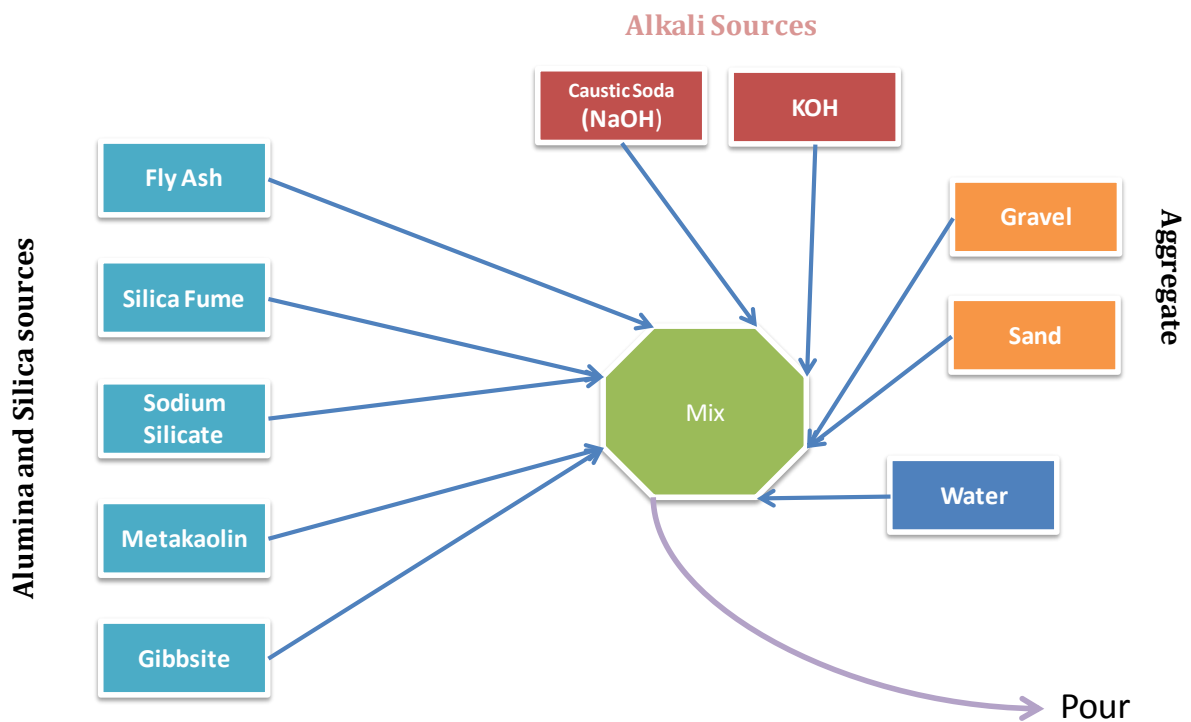 Alkali Sources
Caustic Soda
(NaOH)
KOH
Fly Ash
Silica Fume
Sodium
Silicate
Metakaolin
Gibbsite
Alumina and Silica sources
Gravel
Sand
Aggregate
Mix
Water
Pour